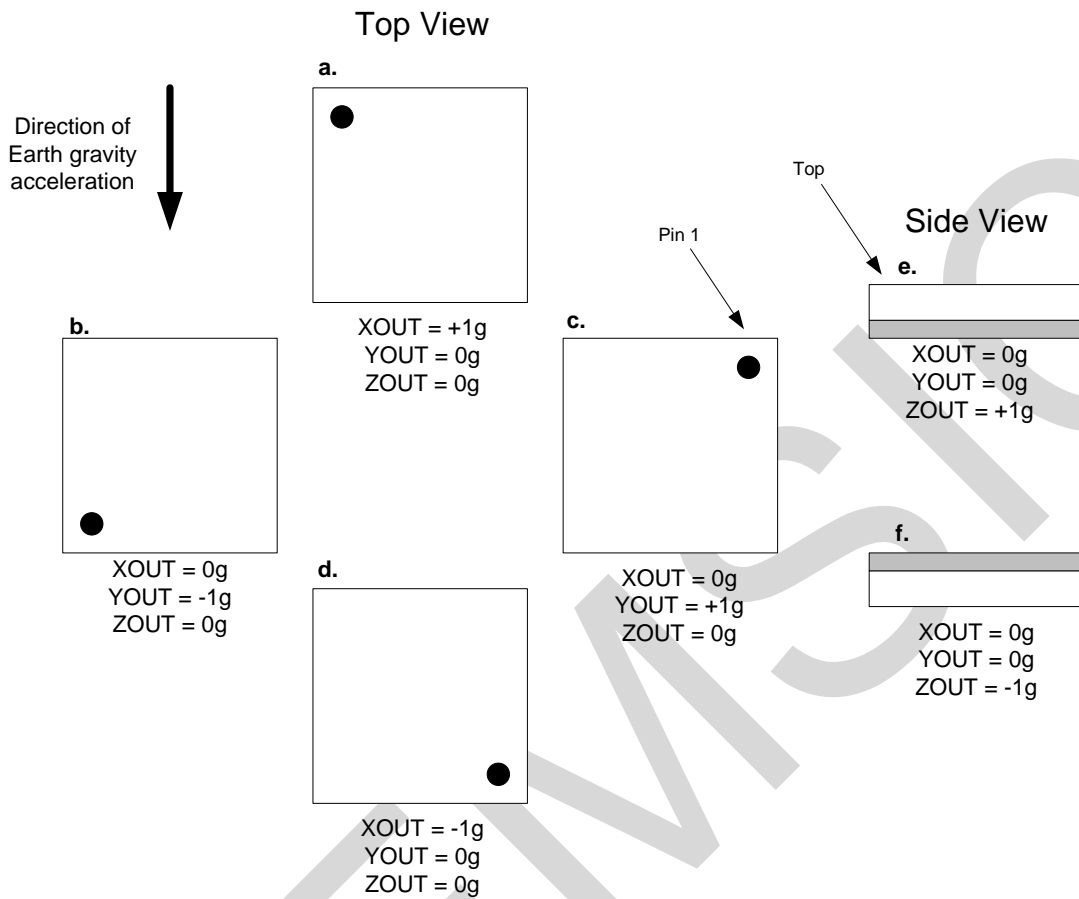 Top View
a.
Direction of
Earth gravity
acceleration
XOUT = +1g
YOUT = 0g
ZOUT = 0g
b.
XOUT = 0g
YOUT = -1g
ZOUT = 0g
Pin 1
c.
XOUT = 0g
YOUT = +1g
ZOUT = 0g
d.
XOUT = -1g
YOUT = 0g
ZOUT = 0g
Top
Side View
e.
XOUT = 0g
YOUT = 0g
ZOUT = +1g
f.
XOUT = 0g
YOUT = 0g
ZOUT = -1g